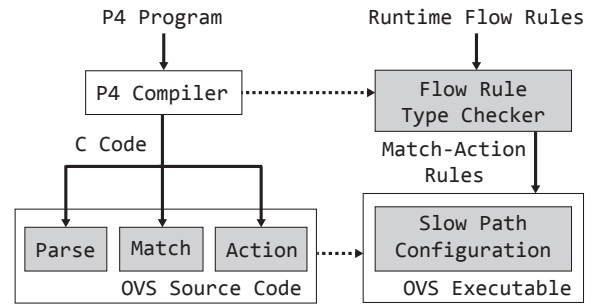 P4 Program
Runtime Flow Rules
P4 Compiler
Flow Rule
Type Checker
C Code
Match-Action
Rules
Parse
Match
Action
OVS Source Code
Slow Path
Configuration
OVS Executable